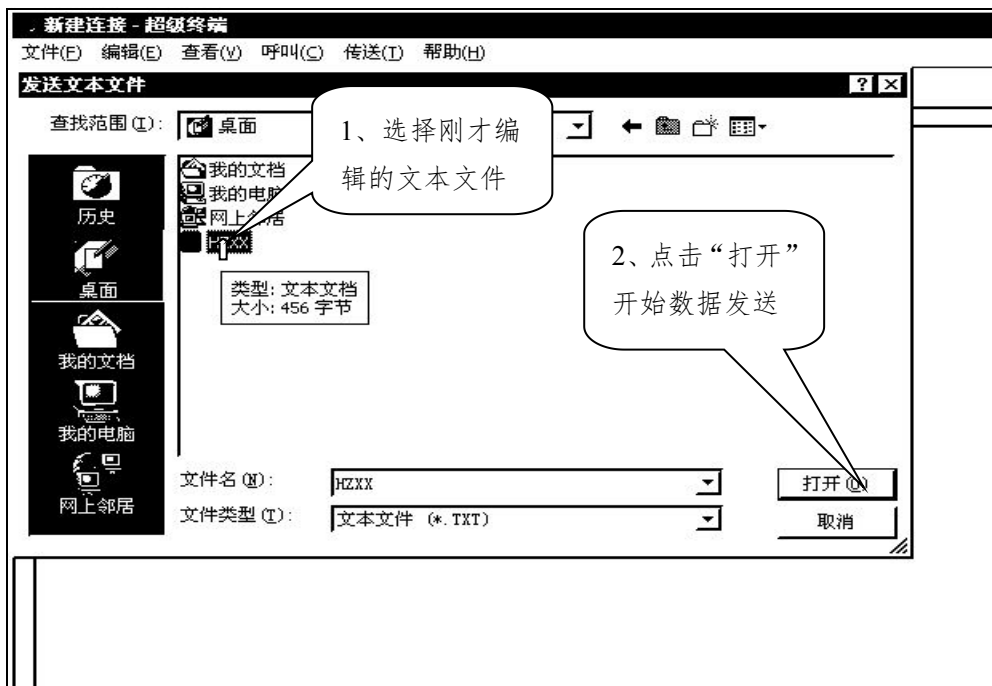 新建连接 - 超级终端
文件(F) 编辑(E) 查看(V) 呼叫(C) 传送(T) 帮助(H)
发送文本文件
查找范围(I): 桌面
1、选择刚才编
辑的文本文件
历史
桌面
我的文档
我的电脑
网上邻居
我的文档
我的电脑
网上邻居
HZXX
类型: 文本文档
大小: 456 字节
2、点击“打开”
开始数据发送
文件名(N): HZXX
打开(O)
文件类型(T): 文本文件 (*.TXT)
取消